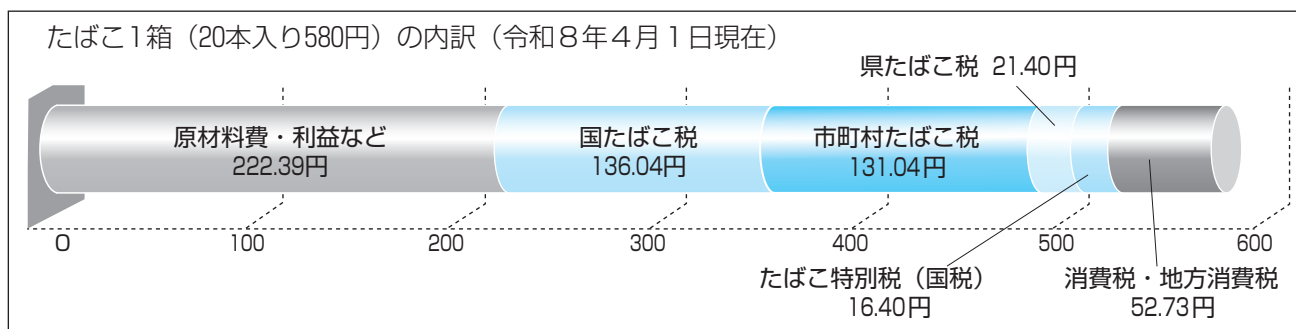 たばこ1箱（20本入り580円）の内訳（令和8年4月1日現在）
県たばこ税 21.40円
原材料費・利益など
222.39円
国たばこ税
136.04円
市町村たばこ税
131.04円
0 100 200 300 400 500 600
たばこ特別税（国税）
16.40円
消費税・地方消費税
52.73円